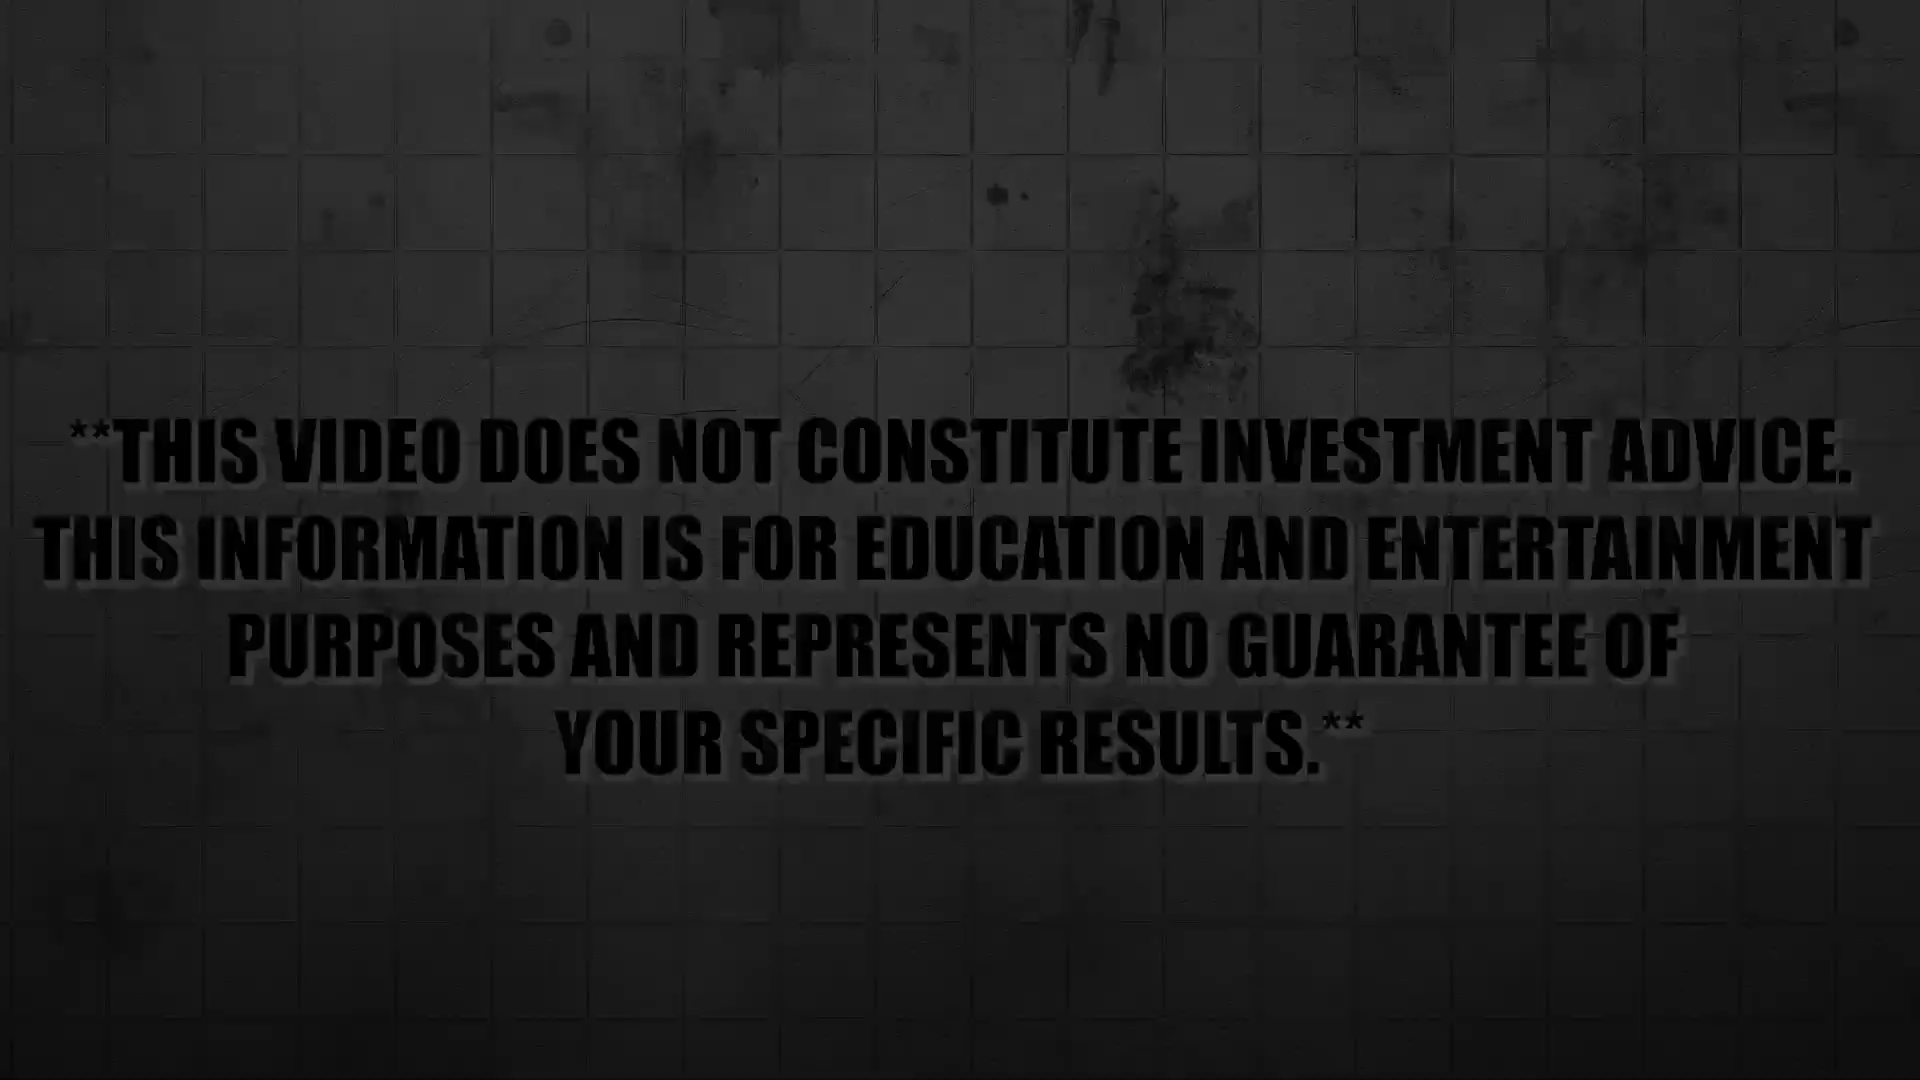 **THIS VIDEO DOES NOT CONSTITUTE INVESTMENT ADVICE.
THIS INFORMATION IS FOR EDUCATION AND ENTERTAINMENT
PURPOSES AND REPRESENTS NO GUARANTEE OF
YOUR SPECIFIC RESULTS.**